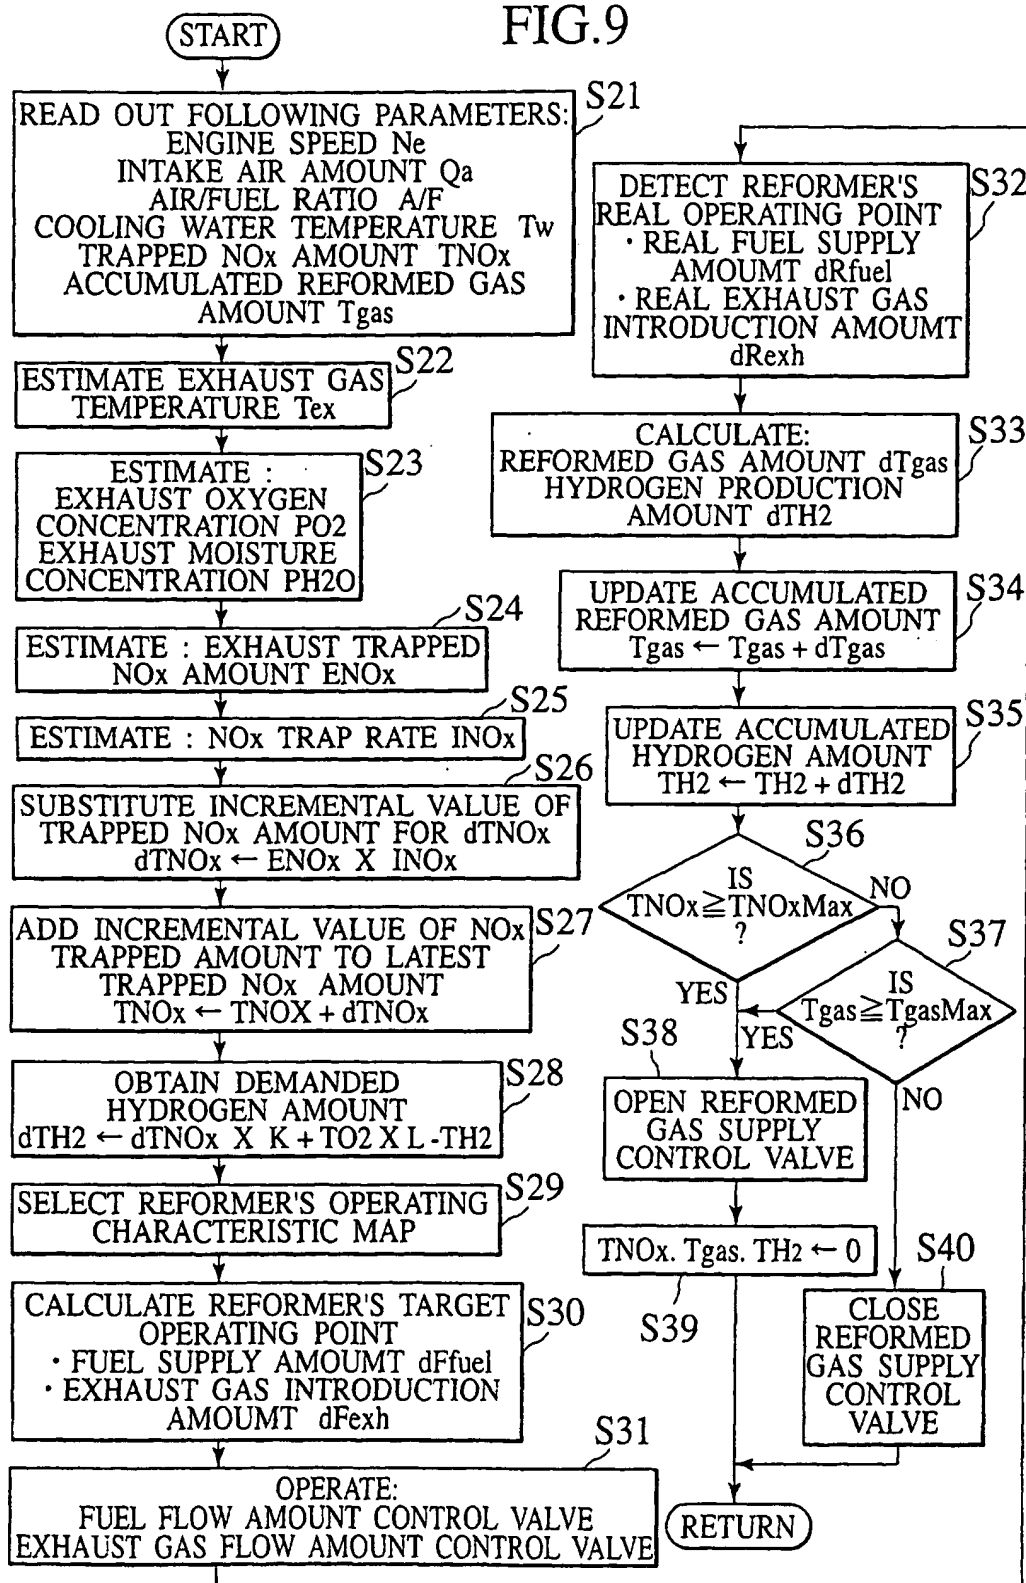 FIG.9
START
S21
READ OUT FOLLOWING PARAMETERS:
ENGINE SPEED Ne
INTAKE AIR AMOUNT Qa
AIR/FUEL RATIO A/F
COOLING WATER TEMPERATURE Tw
TRAPPED NOx AMOUNT TNOx
ACCUMULATED REFORMED GAS
AMOUNT Tgas
S22
ESTIMATE EXHAUST GAS
TEMPERATURE Tex
S23
ESTIMATE :
EXHAUST OXYGEN
CONCENTRATION PO2
EXHAUST MOISTURE
CONCENTRATION PH2O
S24
ESTIMATE : EXHAUST TRAPPED
NOx AMOUNT ENOx
S25
ESTIMATE : NOx TRAP RATE INOx
S26
SUBSTITUTE INCREMENTAL VALUE OF
TRAPPED NOx AMOUNT FOR dTNOx
dTNOx ← ENOx X INOx
S27
ADD INCREMENTAL VALUE OF NOx
TRAPPED AMOUNT TO LATEST
TRAPPED NOx AMOUNT
TNOx ← TNOX + dTNOx
S28
OBTAIN DEMANDED
HYDROGEN AMOUNT
dTH2 ← dTNOx X K + TO2 X L -TH2
S29
SELECT REFORMER'S OPERATING
CHARACTERISTIC MAP
S30
CALCULATE REFORMER'S TARGET
OPERATING POINT
· FUEL SUPPLY AMOUMT dFfuel
· EXHAUST GAS INTRODUCTION
AMOUMT dFexh
S31
OPERATE:
FUEL FLOW AMOUNT CONTROL VALVE
EXHAUST GAS FLOW AMOUNT CONTROL VALVE
S32
DETECT REFORMER'S
REAL OPERATING POINT
· REAL FUEL SUPPLY
AMOUMT dRfuel
· REAL EXHAUST GAS
INTRODUCTION AMOUMT
dRexh
S33
CALCULATE:
REFORMED GAS AMOUNT dTgas
HYDROGEN PRODUCTION
AMOUNT dTH2
S34
UPDATE ACCUMULATED
REFORMED GAS AMOUNT
Tgas ← Tgas + dTgas
S35
UPDATE ACCUMULATED
HYDROGEN AMOUNT
TH2 ← TH2 + dTH2
S36
IS
TNOx≧TNOxMax
?
NO
YES
S37
IS
Tgas≧TgasMax
?
YES
NO
S38
OPEN REFORMED
GAS SUPPLY
CONTROL VALVE
TNOx. Tgas. TH2 ← 0
S39
S40
CLOSE
REFORMED
GAS SUPPLY
CONTROL
VALVE
RETURN